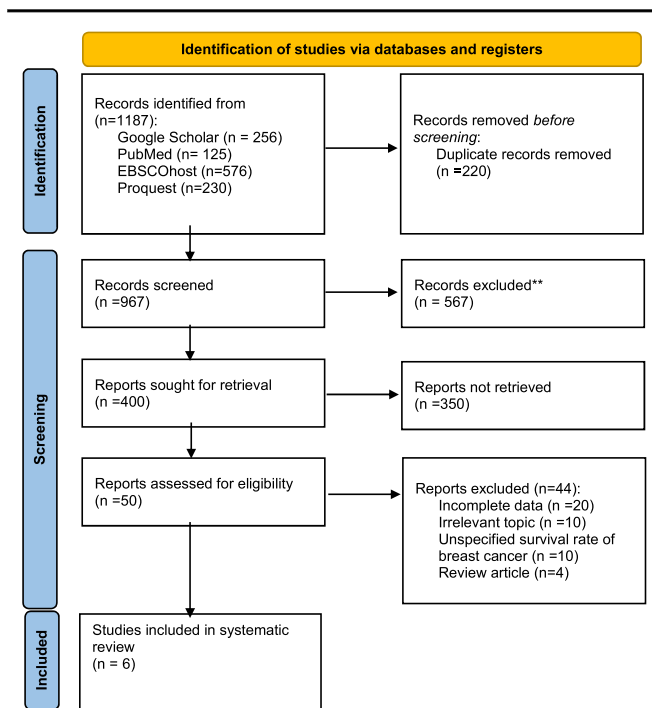 Identification of studies via databases and registers
Identification
Records identified from
(n=1187):
Google Scholar (n = 256)
PubMed (n= 125)
EBSCOhost (n=576)
Proquest (n=230)
Records removed before
screening:
Duplicate records removed
(n =220)
Screening
Records screened
(n =967)
Records excluded**
(n = 567)
Reports sought for retrieval
(n =400)
Reports not retrieved
(n =350)
Reports assessed for eligibility
(n =50)
Reports excluded (n=44):
Incomplete data (n =20)
Irrelevant topic (n =10)
Unspecified survival rate of
breast cancer (n =10)
Review article (n=4)
Included
Studies included in systematic
review
(n = 6)